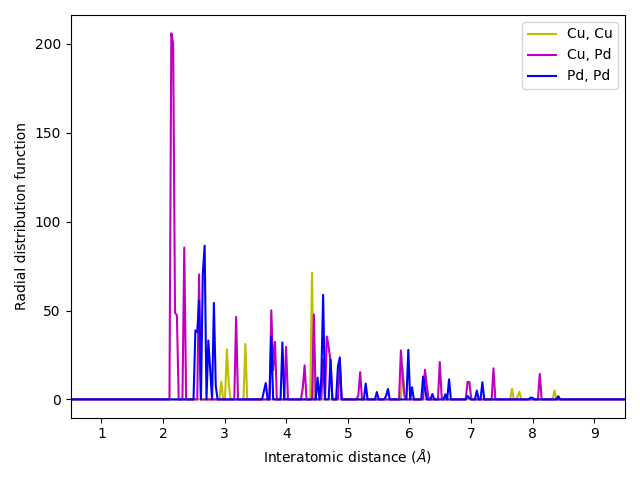 Cu, Cu
Cu, Pd
Pd, Pd
Radial distribution function
200
150
100
50
0
1 2 3 4 5 6 7 8 9
Interatomic distance (Å)